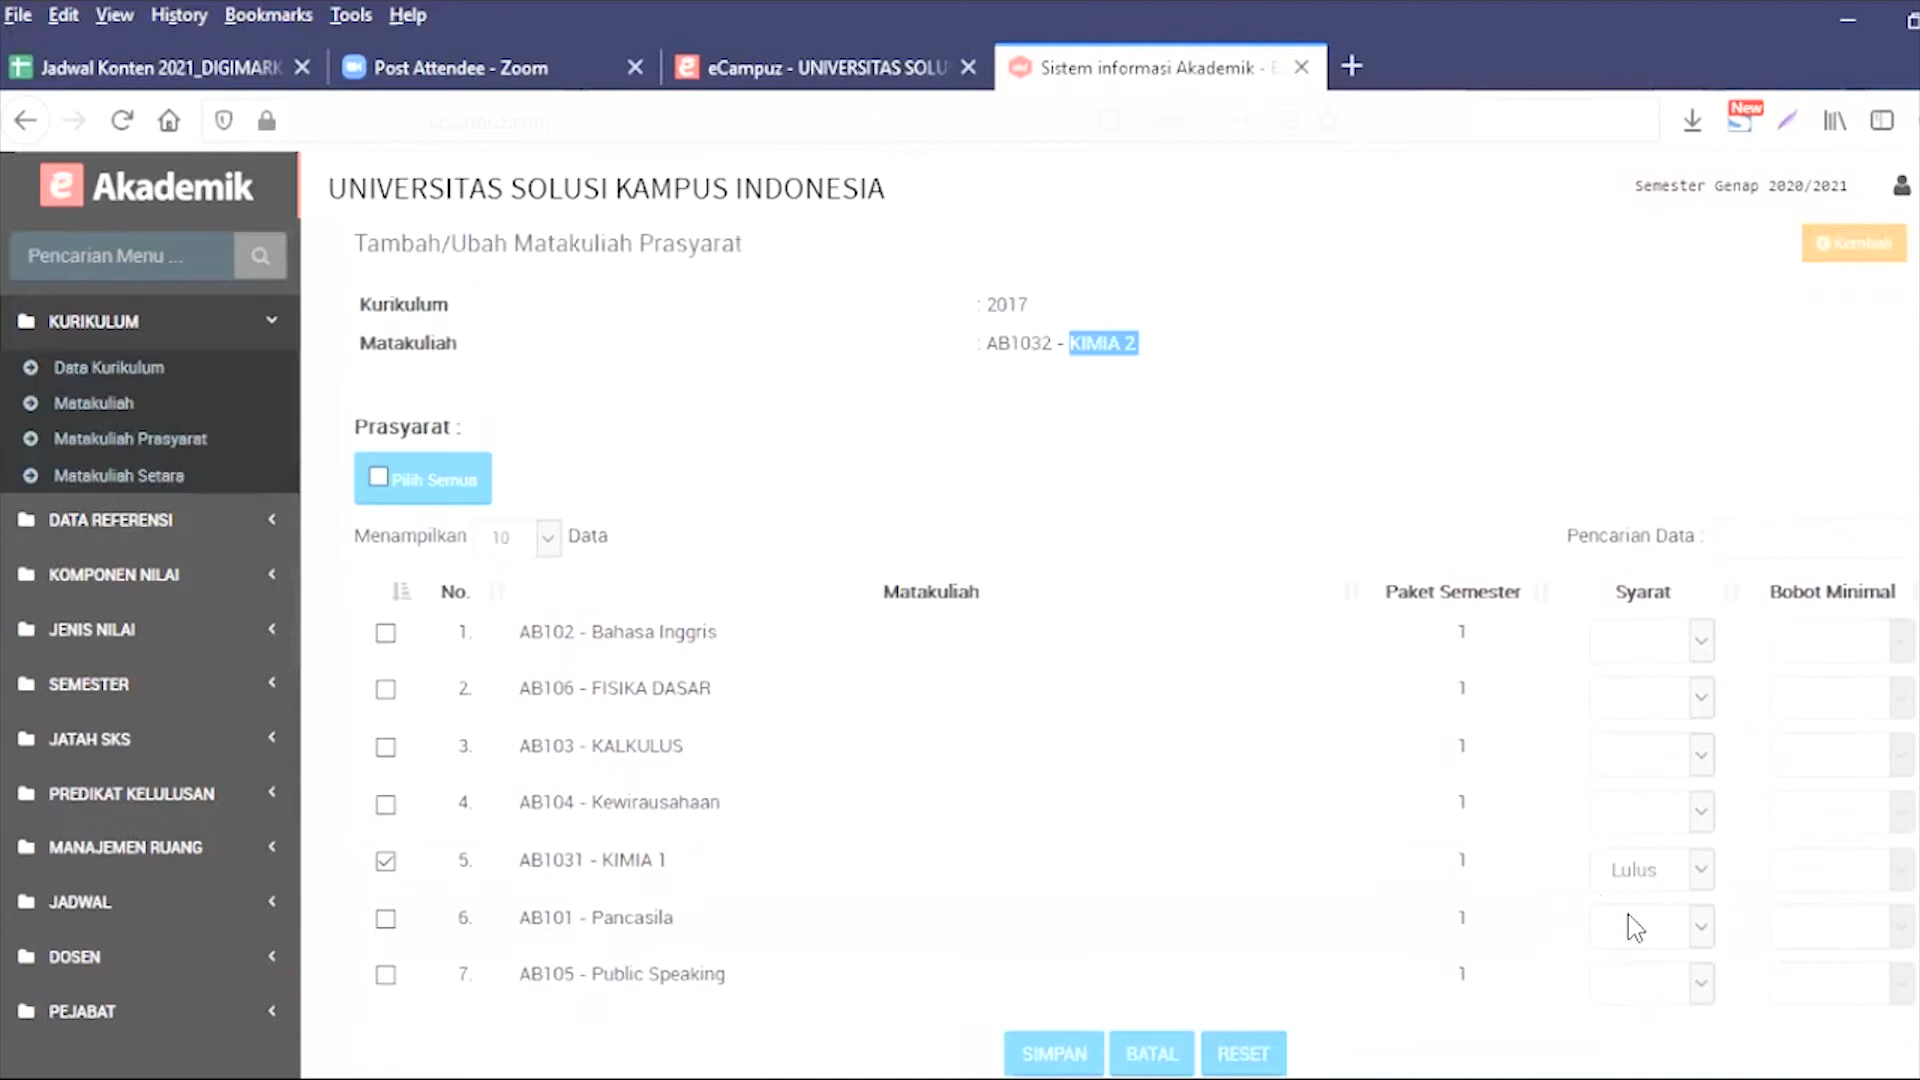 File Edit View History Bookmarks Tools Help
Jadwal Konten 2021_DIGIMARK
Post Attendee - Zoom
eCampuz - UNIVERSITAS SOLU
Sistem informasi Akademik -
New
e Akademik
UNIVERSITAS SOLUSI KAMPUS INDONESIA
Semester Genap 2020/2021
Pencarian Menu ...
Tambah/Ubah Matakuliah Prasyarat
Kembali
KURIKULUM
Data Kurikulum
Matakuliah
Matakuliah Prasyarat
Matakuliah Setara
DATA REFERENSI
KOMPONEN NILAI
JENIS NILAI
SEMESTER
JATAH SKS
PREDIKAT KELULUSAN
MANAJEMEN RUANG
JADWAL
DOSEN
PEJABAT
Kurikulum : 2017
Matakuliah : AB1032 - KIMIA 2
Prasyarat :
Pilih Semua
Menampilkan 10 Data
Pencarian Data :
No. Matakuliah Paket Semester Syarat Bobot Minimal
1. AB102 - Bahasa Inggris 1
2. AB106 - FISIKA DASAR 1
3. AB103 - KALKULUS 1
4. AB104 - Kewirausahaan 1
5. AB1031 - KIMIA 1 1 Lulus
6. AB101 - Pancasila 1
7. AB105 - Public Speaking 1
SIMPAN BATAL RESET